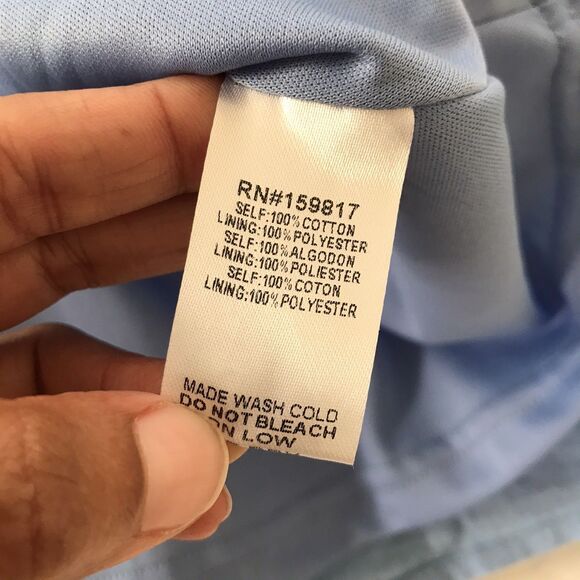 RN#159817
SELF:100%COTTON
LINING:100%POLYESTER
SELF:100%ALGODON
LINING:100%POLIESTER
SELF:100%COTON
LINING:100%POLYESTER
MADE WASH COLD
DO NOT BLEACH
LOW